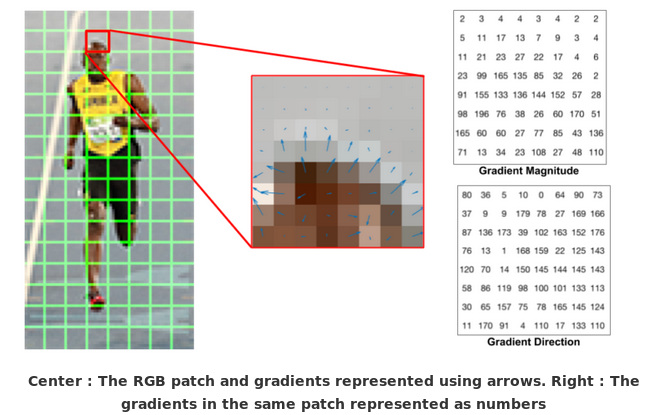 2 3 4 4 4 4 2 2
5 11 17 13 7 9 3 4
11 21 23 27 22 17 4 6
23 99 165 135 85 32 26 2
91 155 133 136 144 152 57 28
98 196 76 38 26 60 170 51
165 60 60 27 77 85 43 136
71 13 34 23 108 27 48 110
Gradient Magnitude
80 36 5 10 0 64 90 73
37 9 9 179 78 27 169 166
87 136 173 39 102 163 152 176
76 13 1 168 159 22 125 143
120 70 14 150 145 144 145 143
58 86 119 98 100 101 133 113
30 65 157 75 78 165 145 124
11 170 91 4 110 17 133 110
Gradient Direction
Center : The RGB patch and gradients represented using arrows. Right : The
gradients in the same patch represented as numbers